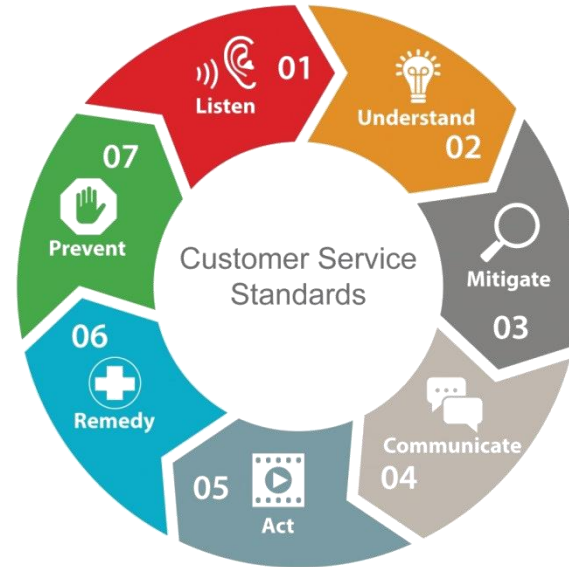 01
Listen
Understand
02
Mitigate
03
Communicate
04
05
Act
06
Remedy
07
Prevent
Customer Service
Standards